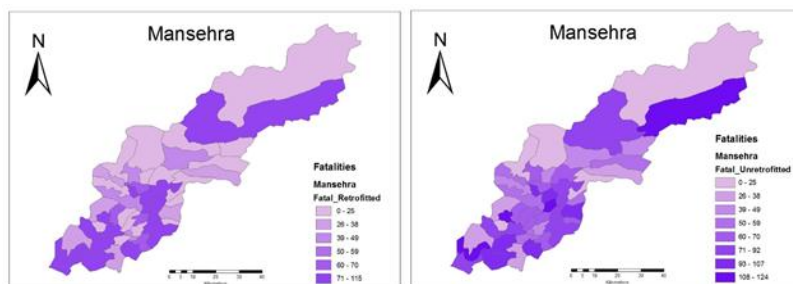 Mansehra
N
Fatalities
Mansehra
Fatal_Retrofitted
0 - 25
26 - 38
39 - 49
50 - 59
60 - 70
71 - 115
Mansehra
N
Fatalities
Mansehra
Fatal_Unretrofitted
0 - 25
26 - 38
39 - 49
50 - 59
60 - 70
71 - 92
93 - 107
108 - 124